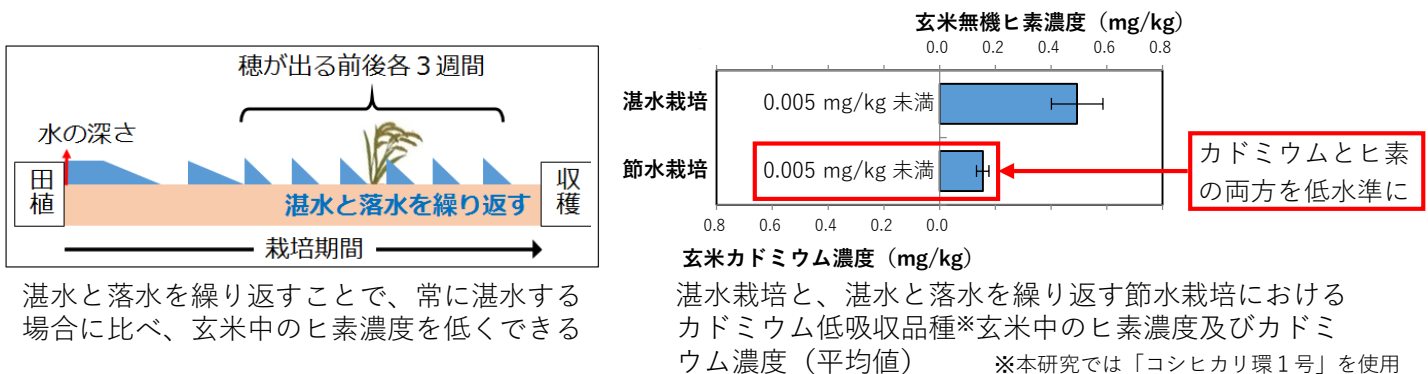 穂が出る前後各３週間
水の深さ
田植
収穫
湛水と落水を繰り返す
栽培期間
湛水と落水を繰り返すことで、常に湛水する
場合に比べ、玄米中のヒ素濃度を低くできる
玄米無機ヒ素濃度（mg/kg）
0.0 0.2 0.4 0.6 0.8
湛水栽培 0.005 mg/kg 未満
節水栽培 0.005 mg/kg 未満
カドミウムとヒ素
の両方を低水準に
0.8 0.6 0.4 0.2 0.0
玄米カドミウム濃度（mg/kg）
湛水栽培と、湛水と落水を繰り返す節水栽培における
カドミウム低吸収品種※玄米中のヒ素濃度及びカドミ
ウム濃度（平均値）
※本研究では「コシヒカリ環１号」を使用